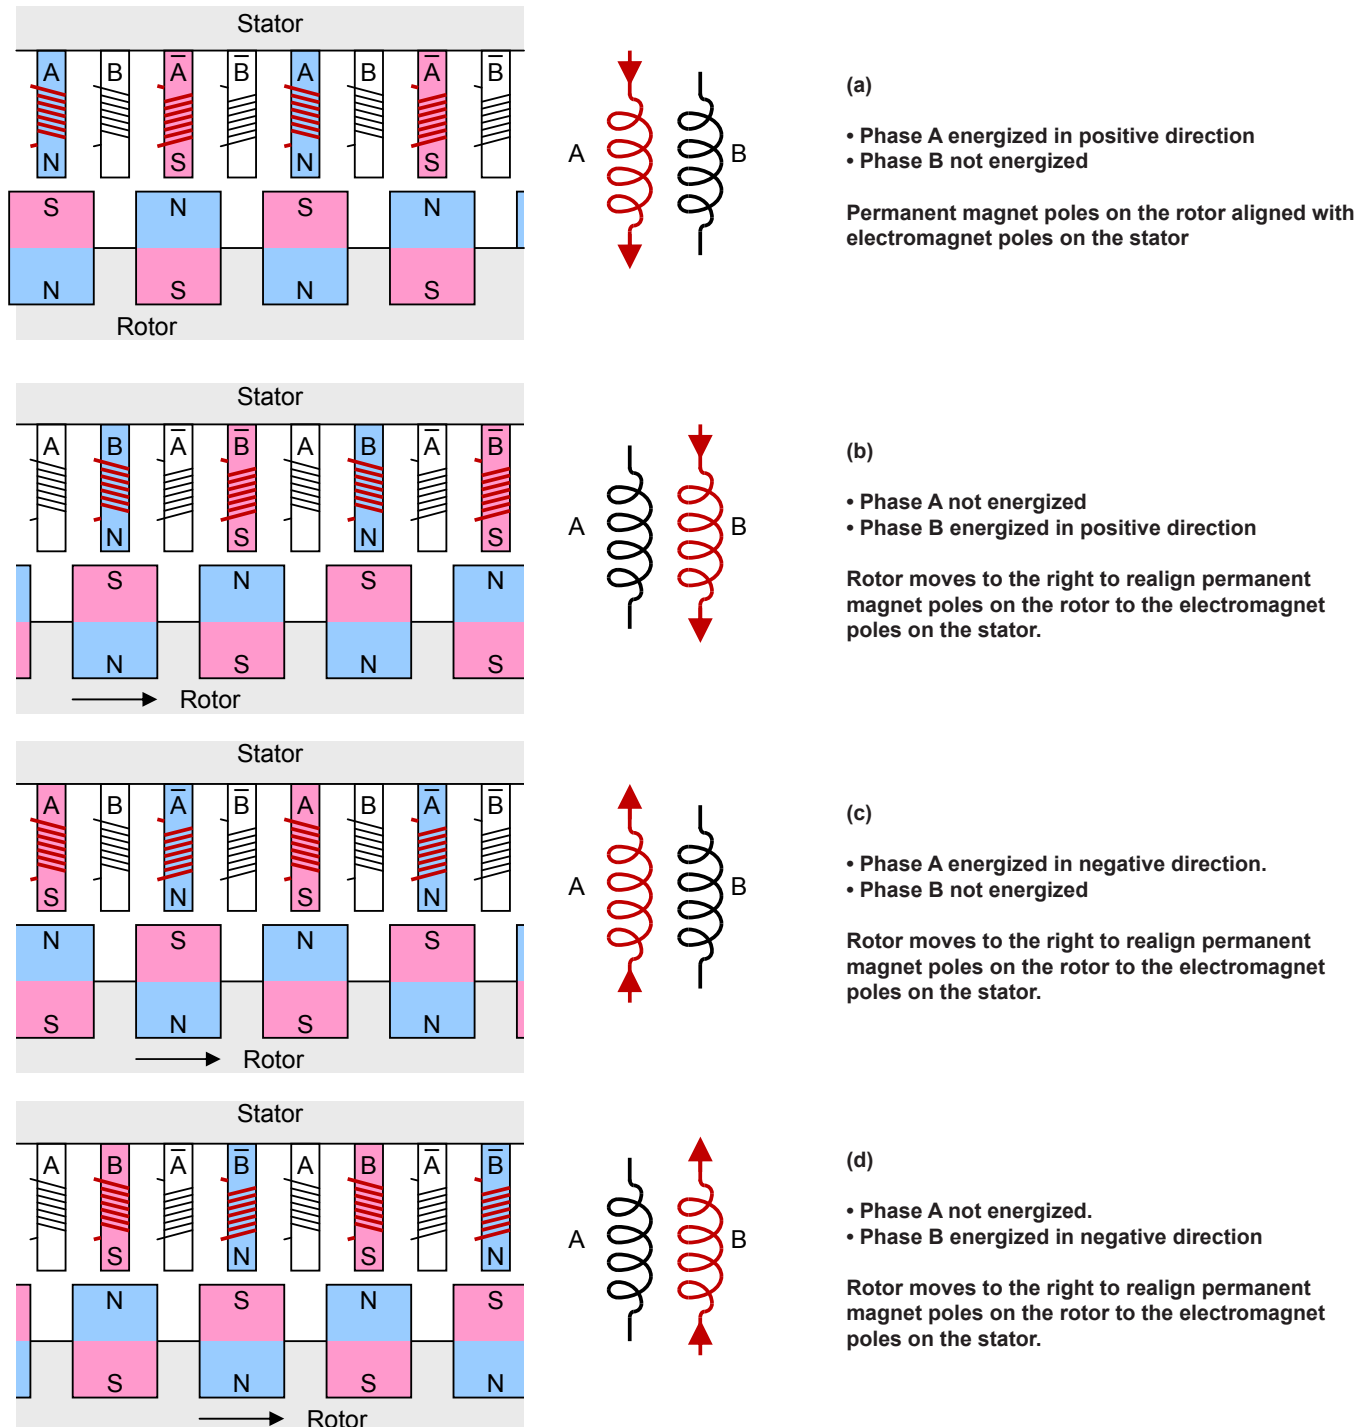 Stator
A B A̅ B̅ A B A̅ B̅
N S N S
S N S N
N S N S
Rotor
A B
(a)
• Phase A energized in positive direction
• Phase B not energized
Permanent magnet poles on the rotor aligned with
electromagnet poles on the stator
Stator
A B A̅ B̅ A B A̅ B̅
N S N S
S N S N
N S N S
Rotor
A B
(b)
• Phase A not energized
• Phase B energized in positive direction
Rotor moves to the right to realign permanent
magnet poles on the rotor to the electromagnet
poles on the stator.
Stator
A B A̅ B̅ A B A̅ B̅
S N S N
N S N S
S N S N
Rotor
A B
(c)
• Phase A energized in negative direction.
• Phase B not energized
Rotor moves to the right to realign permanent
magnet poles on the rotor to the electromagnet
poles on the stator.
Stator
A B A̅ B̅ A B A̅ B̅
S N S N
N S N S
S N S N
Rotor
A B
(d)
• Phase A not energized.
• Phase B energized in negative direction
Rotor moves to the right to realign permanent
magnet poles on the rotor to the electromagnet
poles on the stator.